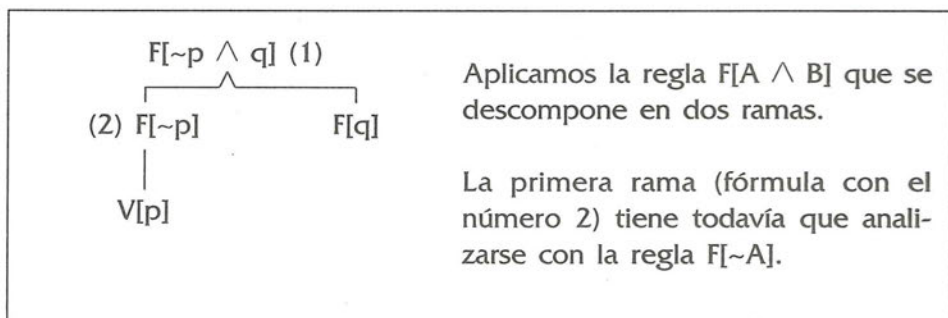 F[~p ∧ q] (1)
(2) F[~p] F[q]
V[p]
Aplicamos la regla F[A ∧ B] que se
descompone en dos ramas.
La primera rama (fórmula con el
número 2) tiene todavía que anali-
zarse con la regla F[~A].